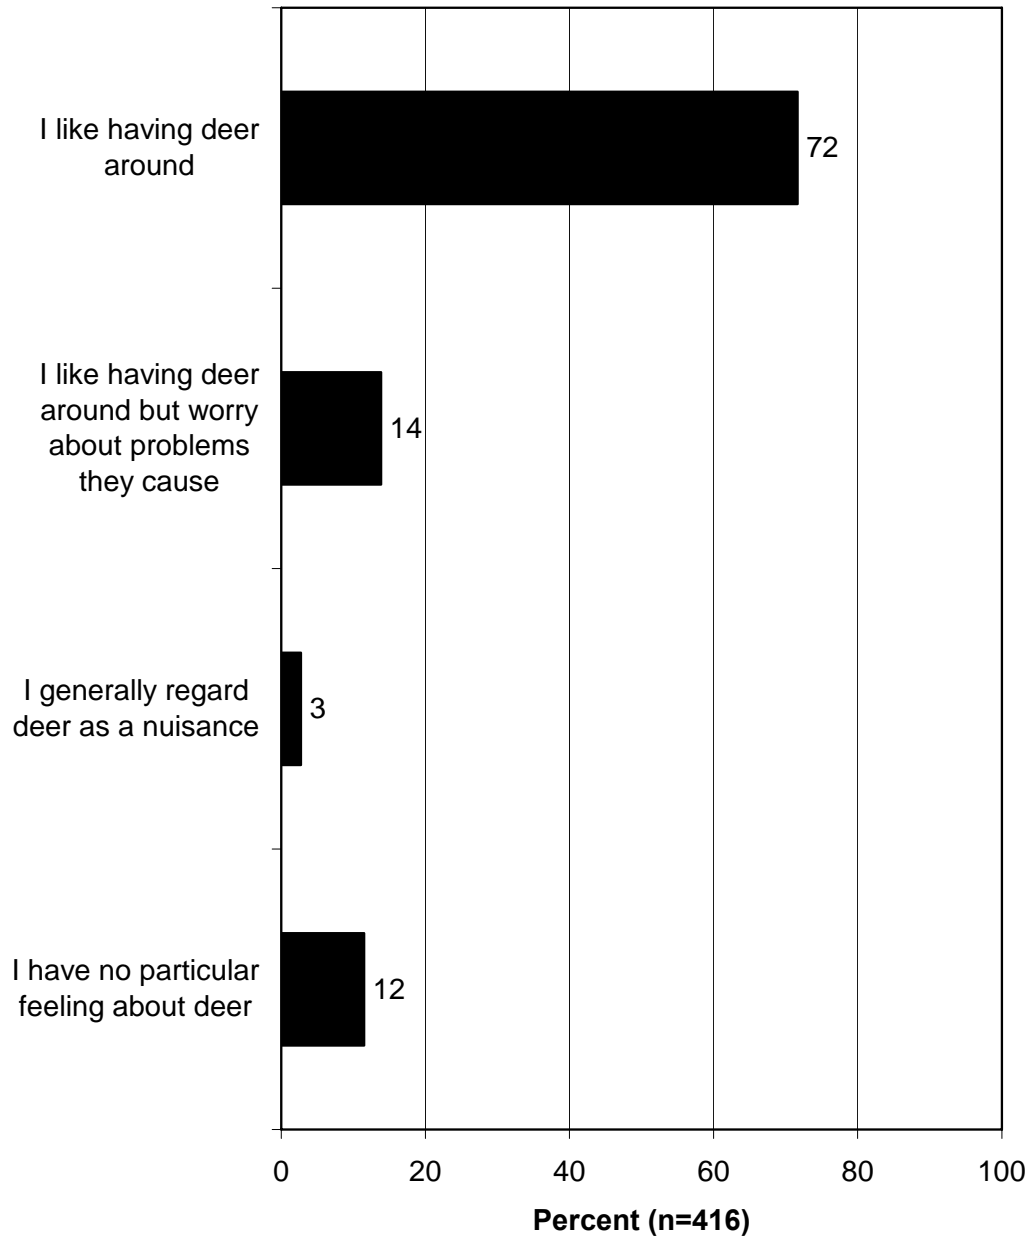 I like having deer
around
72
I like having deer
around but worry
about problems
they cause
14
I generally regard
deer as a nuisance
3
I have no particular
feeling about deer
12
0 20 40 60 80 100
Percent (n=416)